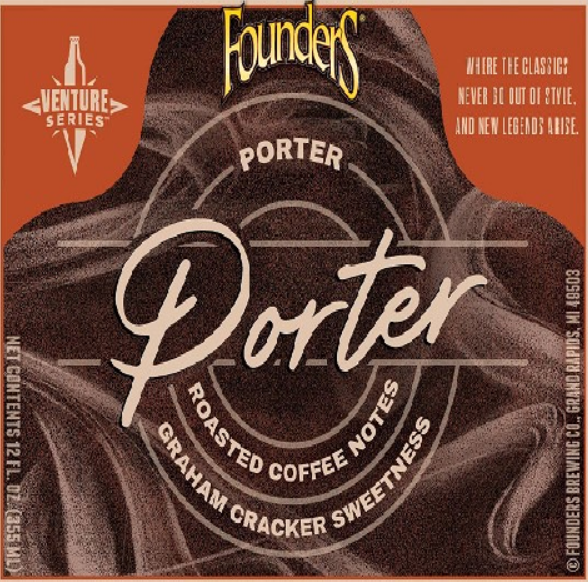 FOUNDERS®
VENTURE
SERIES™
WHERE THE CLASSICS
NEVER GO OUT OF STYLE,
AND NEW LEGENDS ARISE.
PORTER
Porter
ROASTED COFFEE NOTES
GRAHAM CRACKER SWEETNESS
NET CONTENTS 12 FL. OZ. (355 ML)
© FOUNDERS BREWING CO., GRAND RAPIDS, MI 49503